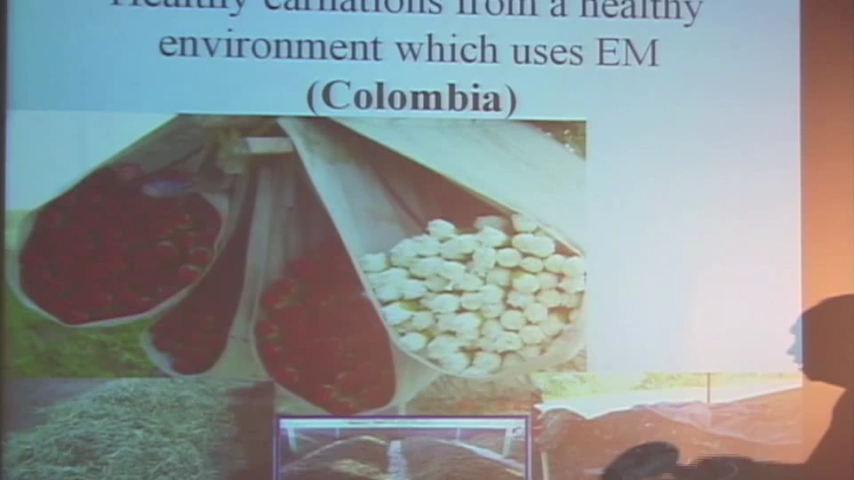 Healthy carnations from a healthy
environment which uses EM
(Colombia)